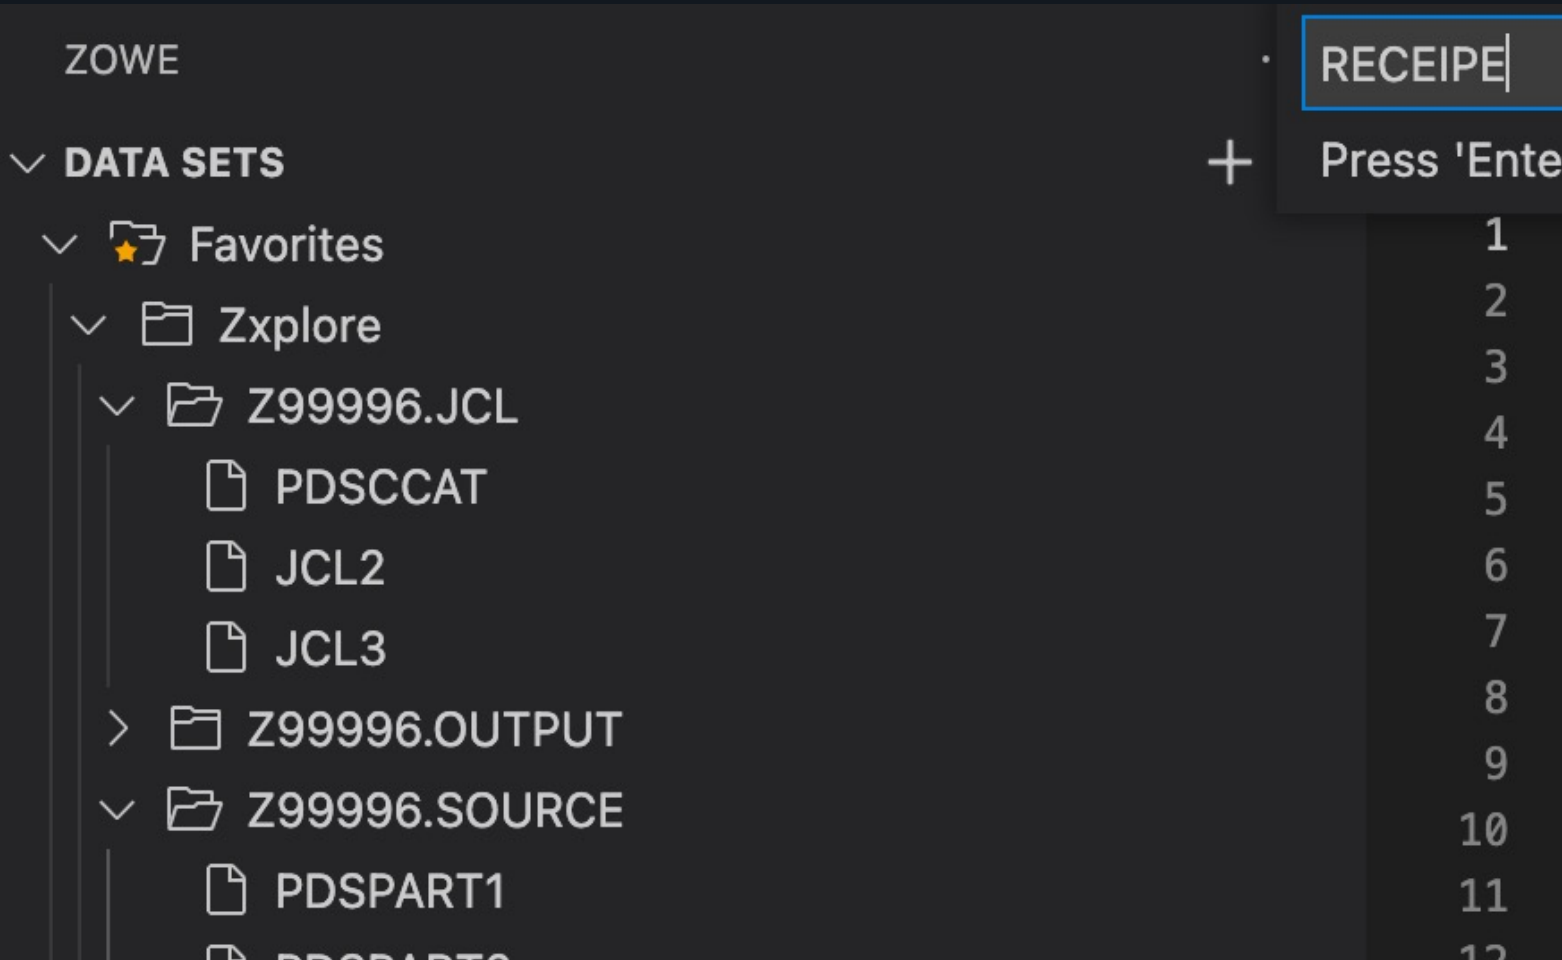 ZOWE
RECEIPE
DATA SETS
Press 'Ente
Favorites
Zxplore
Z99996.JCL
PDSCCAT
JCL2
JCL3
Z99996.OUTPUT
Z99996.SOURCE
PDSPART1
1
2
3
4
5
6
7
8
9
10
11
12